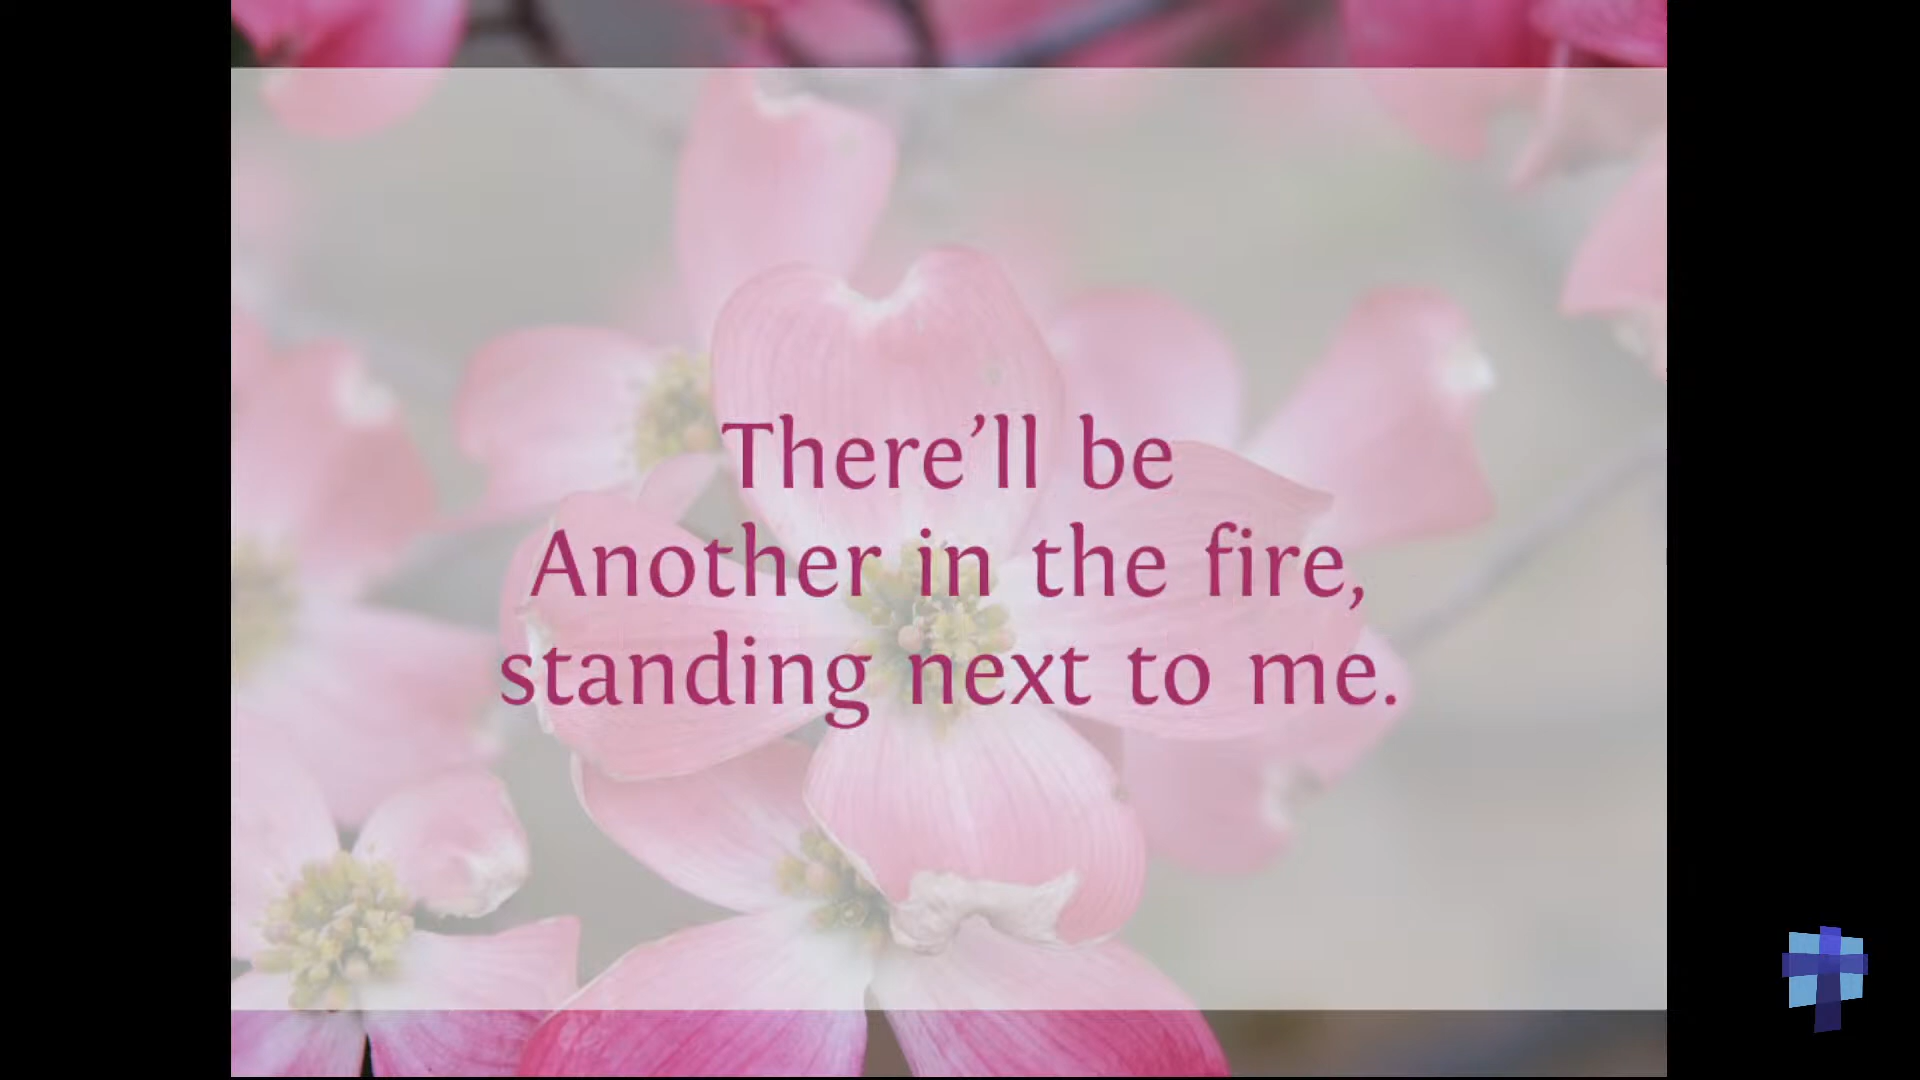 There’ll be
Another in the fire,
standing next to me.